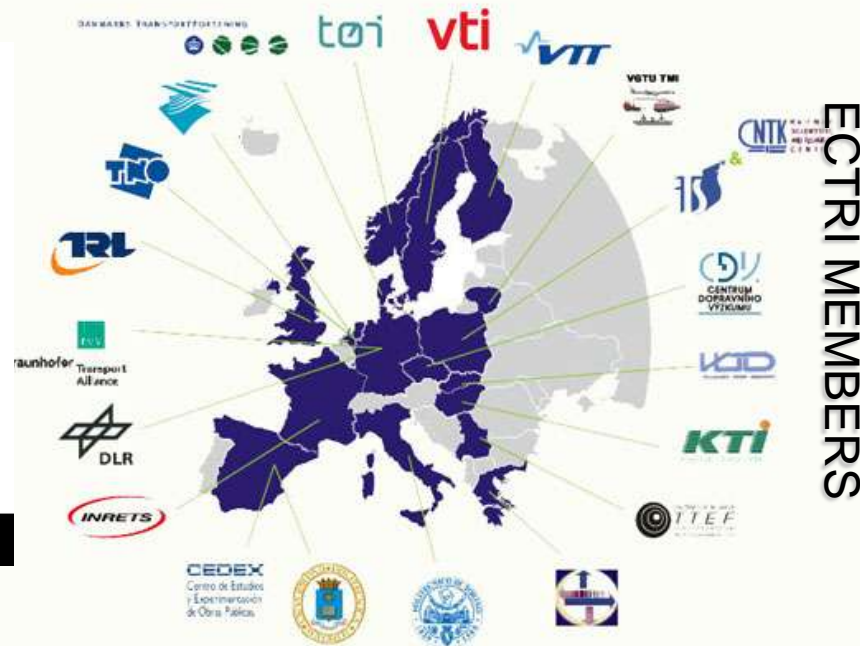 DANMARKS TRANSPORTFORSKNING
tøi
vti
VTT
VGTU TMI
CNTK
&
TNO
TRL
CENTRUM
DOPRAVNÍHO
VÝZKUMU
raunhofer
Transport
Alliance
DLR
KTI
INRETS
TTEF
CEDEX
Centro de Estudios
y Experimentación
de Obras Públicas
ECTRI MEMBERS